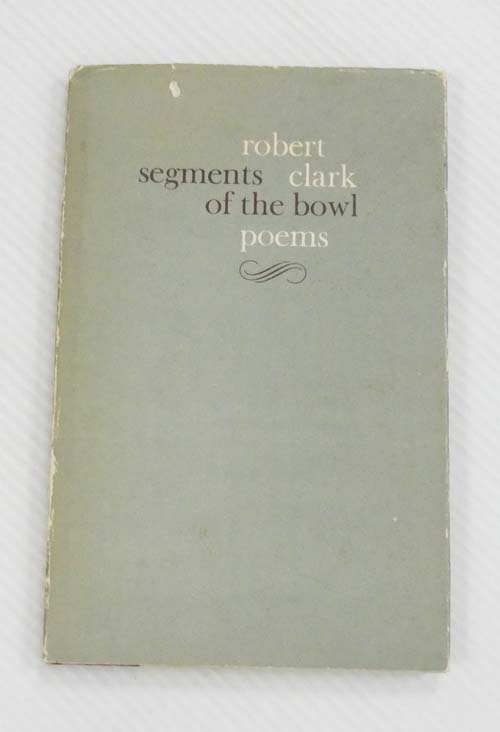 robert
segments clark
of the bowl
poems